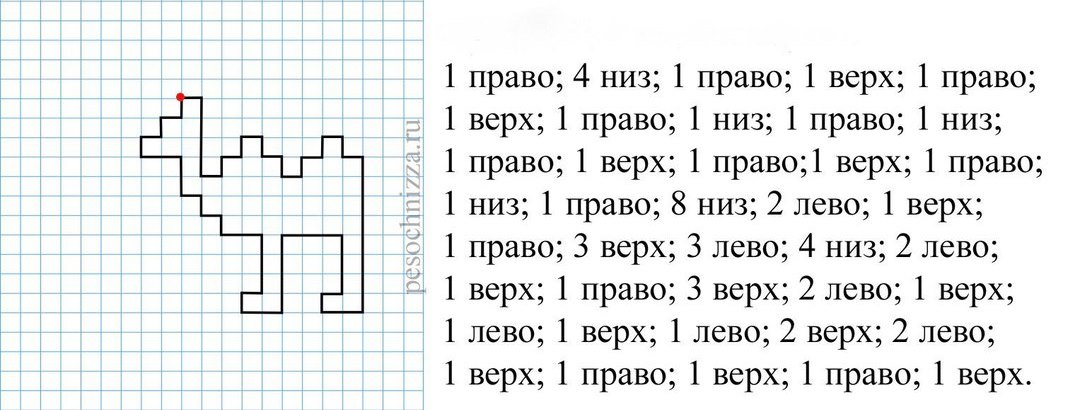 1 право; 4 низ; 1 право; 1 верх; 1 право;
1 верх; 1 право; 1 низ; 1 право; 1 низ;
1 право; 1 верх; 1 право;1 верх; 1 право;
1 низ; 1 право; 8 низ; 2 лево; 1 верх;
1 право; 3 верх; 3 лево; 4 низ; 2 лево;
1 верх; 1 право; 3 верх; 2 лево; 1 верх;
1 лево; 1 верх; 1 лево; 2 верх; 2 лево;
1 верх; 1 право; 1 верх; 1 право; 1 верх.
pesochnizza.ru